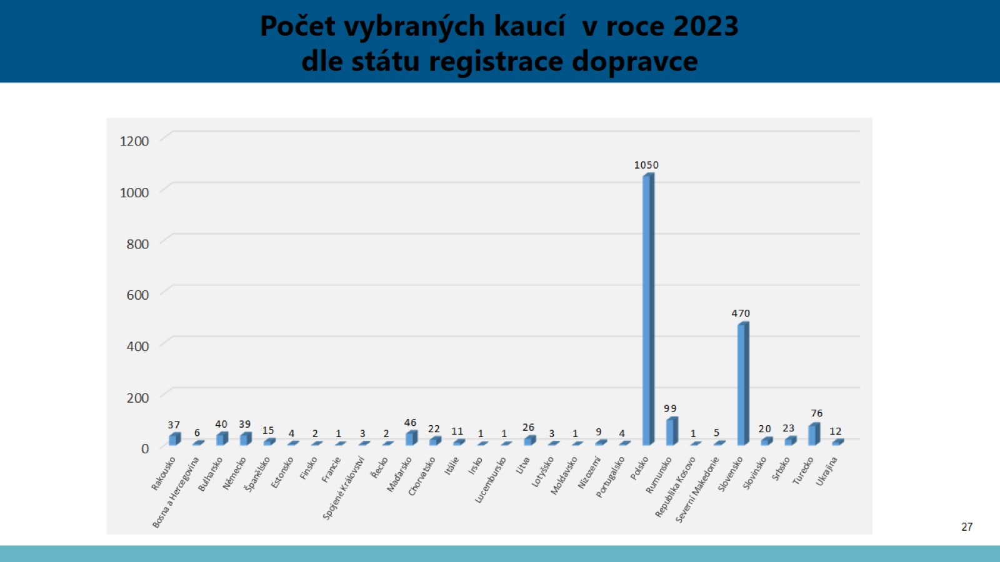 Počet vybraných kaucí  v roce 2023
dle státu registrace dopravce
1200
1000
800
600
400
200
0
37
6
40
39
15
4
2
1
3
2
46
22
11
1
1
26
3
1
9
4
1050
99
1
5
470
20
23
76
12
Rakousko
Bosna a Hercegovina
Bulharsko
Německo
Španělsko
Estonsko
Finsko
Francie
Spojené Království
Řecko
Maďarsko
Chorvatsko
Itálie
Irsko
Lucembursko
Litva
Lotyšsko
Moldavsko
Nizozemí
Portugalsko
Polsko
Rumunsko
Republika Kosovo
Severní Makedonie
Slovensko
Slovinsko
Srbsko
Turecko
Ukrajina
27